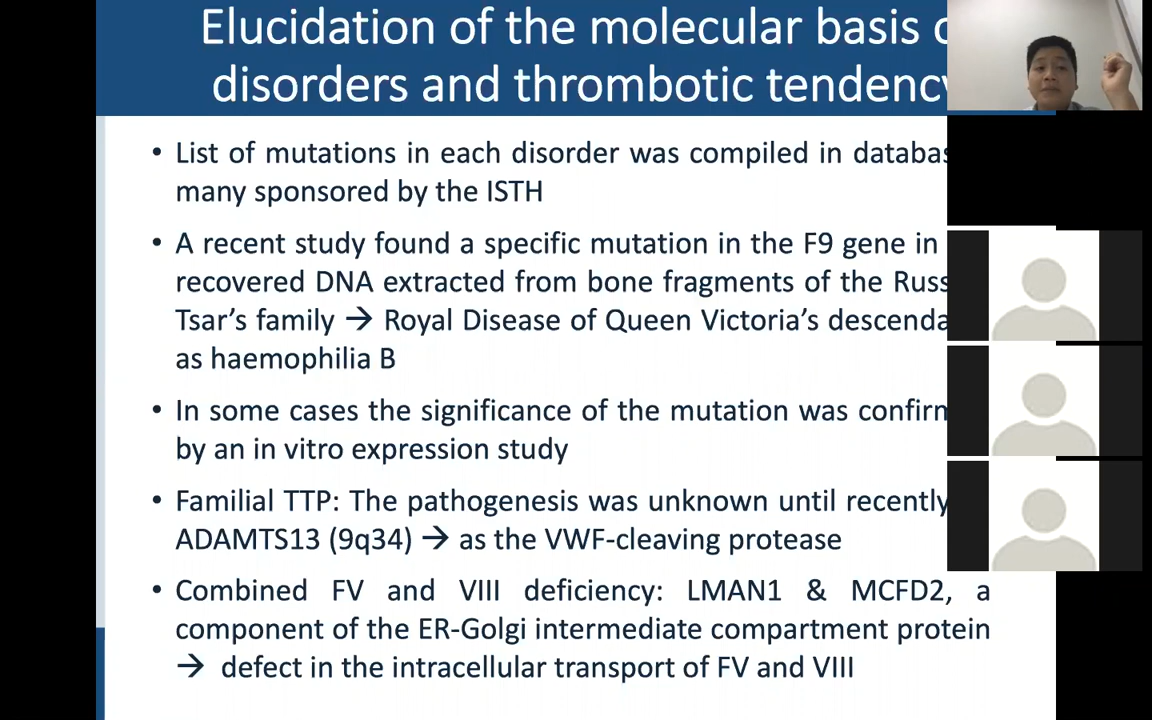 Elucidation of the molecular basis
disorders and thrombotic tendency
• List of mutations in each disorder was compiled in
many sponsored by the ISTH
• A recent study found a specific mutation in the F9 gene in
recovered DNA extracted from bone fragments of the
Tsar's family → Royal Disease of Queen Victoria's
as haemophilia B
• In some cases the significance of the mutation was
by an in vitro expression study
• Familial TTP: The pathogenesis was unknown until recently
ADAMTS13 (9q34) → as the VWF-cleaving protease
• Combined FV and VIII deficiency: LMAN1 & MCFD2, a
component of the ER-Golgi intermediate compartment protein
→ defect in the intracellular transport of FV and VIII